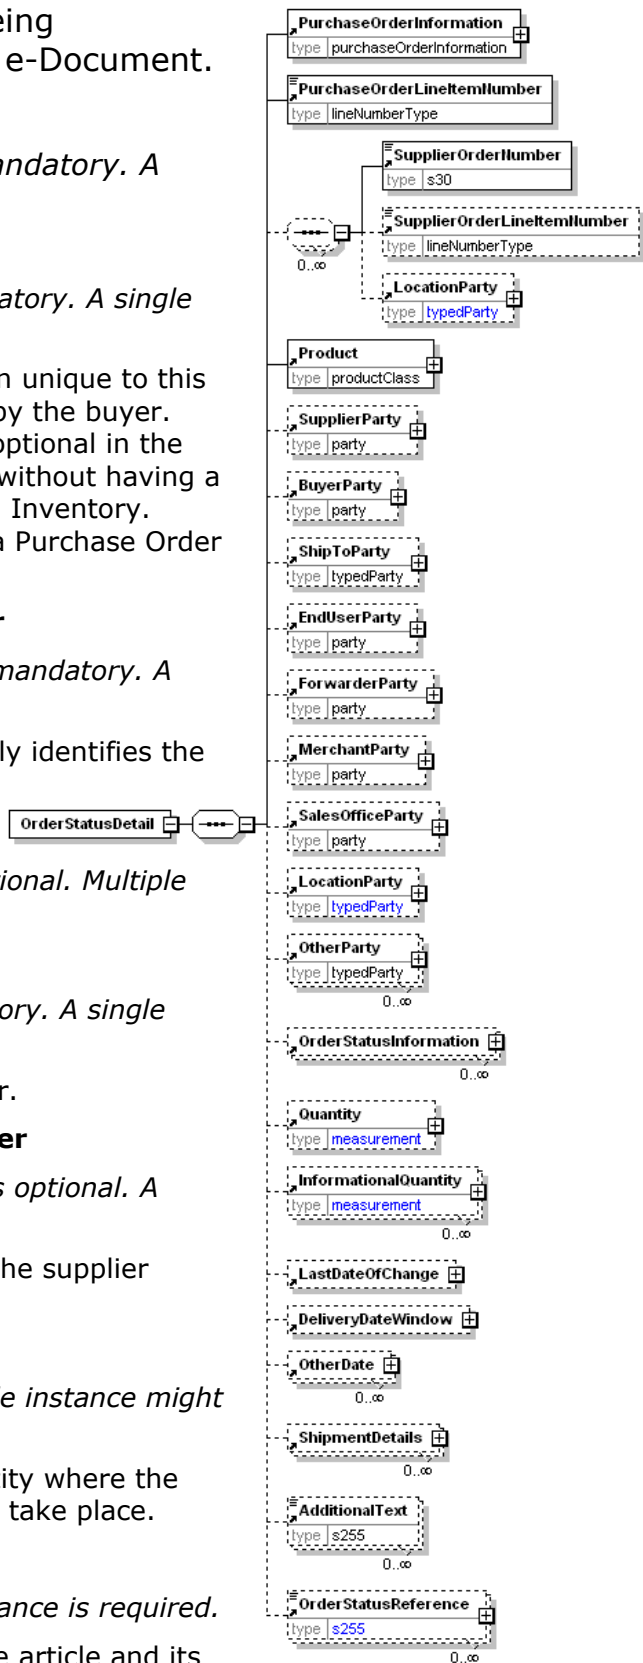 eing
e-Document.
andatory. A
atory. A single
n unique to this
by the buyer.
optional in the
without having a
Inventory.
a Purchase Order
r
mandatory. A
ly identifies the
ional. Multiple
ory. A single
r.
er
s optional. A
he supplier
le instance might
tity where the
take place.
ance is required.
e article and its
OrderStatusDetail
PurchaseOrderInformation
type purchaseOrderInformation
PurchaseOrderLineItemNumber
type lineNumberType
0..∞
SupplierOrderNumber
type s30
SupplierOrderLineItemNumber
type lineNumberType
LocationParty
type typedParty
Product
type productClass
SupplierParty
type party
BuyerParty
type party
ShipToParty
type typedParty
EndUserParty
type party
ForwarderParty
type party
MerchantParty
type party
SalesOfficeParty
type party
LocationParty
type typedParty
OtherParty
type typedParty
0..∞
OrderStatusInformation
0..∞
Quantity
type measurement
InformationalQuantity
type measurement
0..∞
LastDateOfChange
DeliveryDateWindow
OtherDate
0..∞
ShipmentDetails
0..∞
AdditionalText
type s255
0..∞
OrderStatusReference
type s255
0..∞